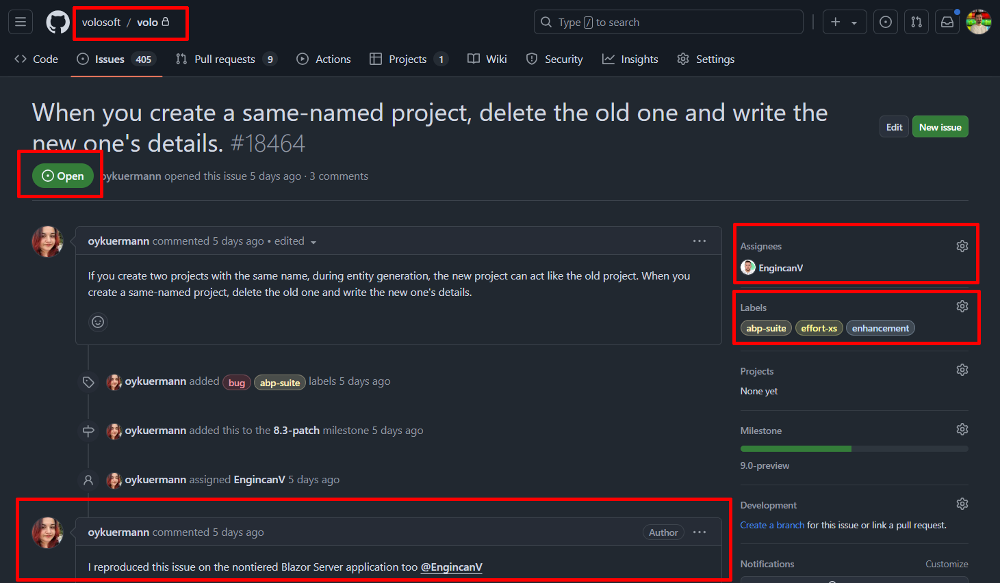 volosoft / volo
Type / to search
Code
Issues 405
Pull requests 9
Actions
Projects 1
Wiki
Security
Insights
Settings
When you create a same-named project, delete the old one and write the
new one's details. #18464
Edit
New issue
Open
oykuermann opened this issue 5 days ago · 3 comments
oykuermann commented 5 days ago • edited
If you create two projects with the same name, during entity generation, the new project can act like the old project. When you
create a same-named project, delete the old one and write the new one's details.
oykuermann added bug abp-suite labels 5 days ago
oykuermann added this to the 8.3-patch milestone 5 days ago
oykuermann assigned EngincanV 5 days ago
oykuermann commented 5 days ago
Author
I reproduced this issue on the nontiered Blazor Server application too @EngincanV
Assignees
EngincanV
Labels
abp-suite effort-xs enhancement
Projects
None yet
Milestone
9.0-preview
Development
Create a branch for this issue or link a pull request.
Notifications
Customize